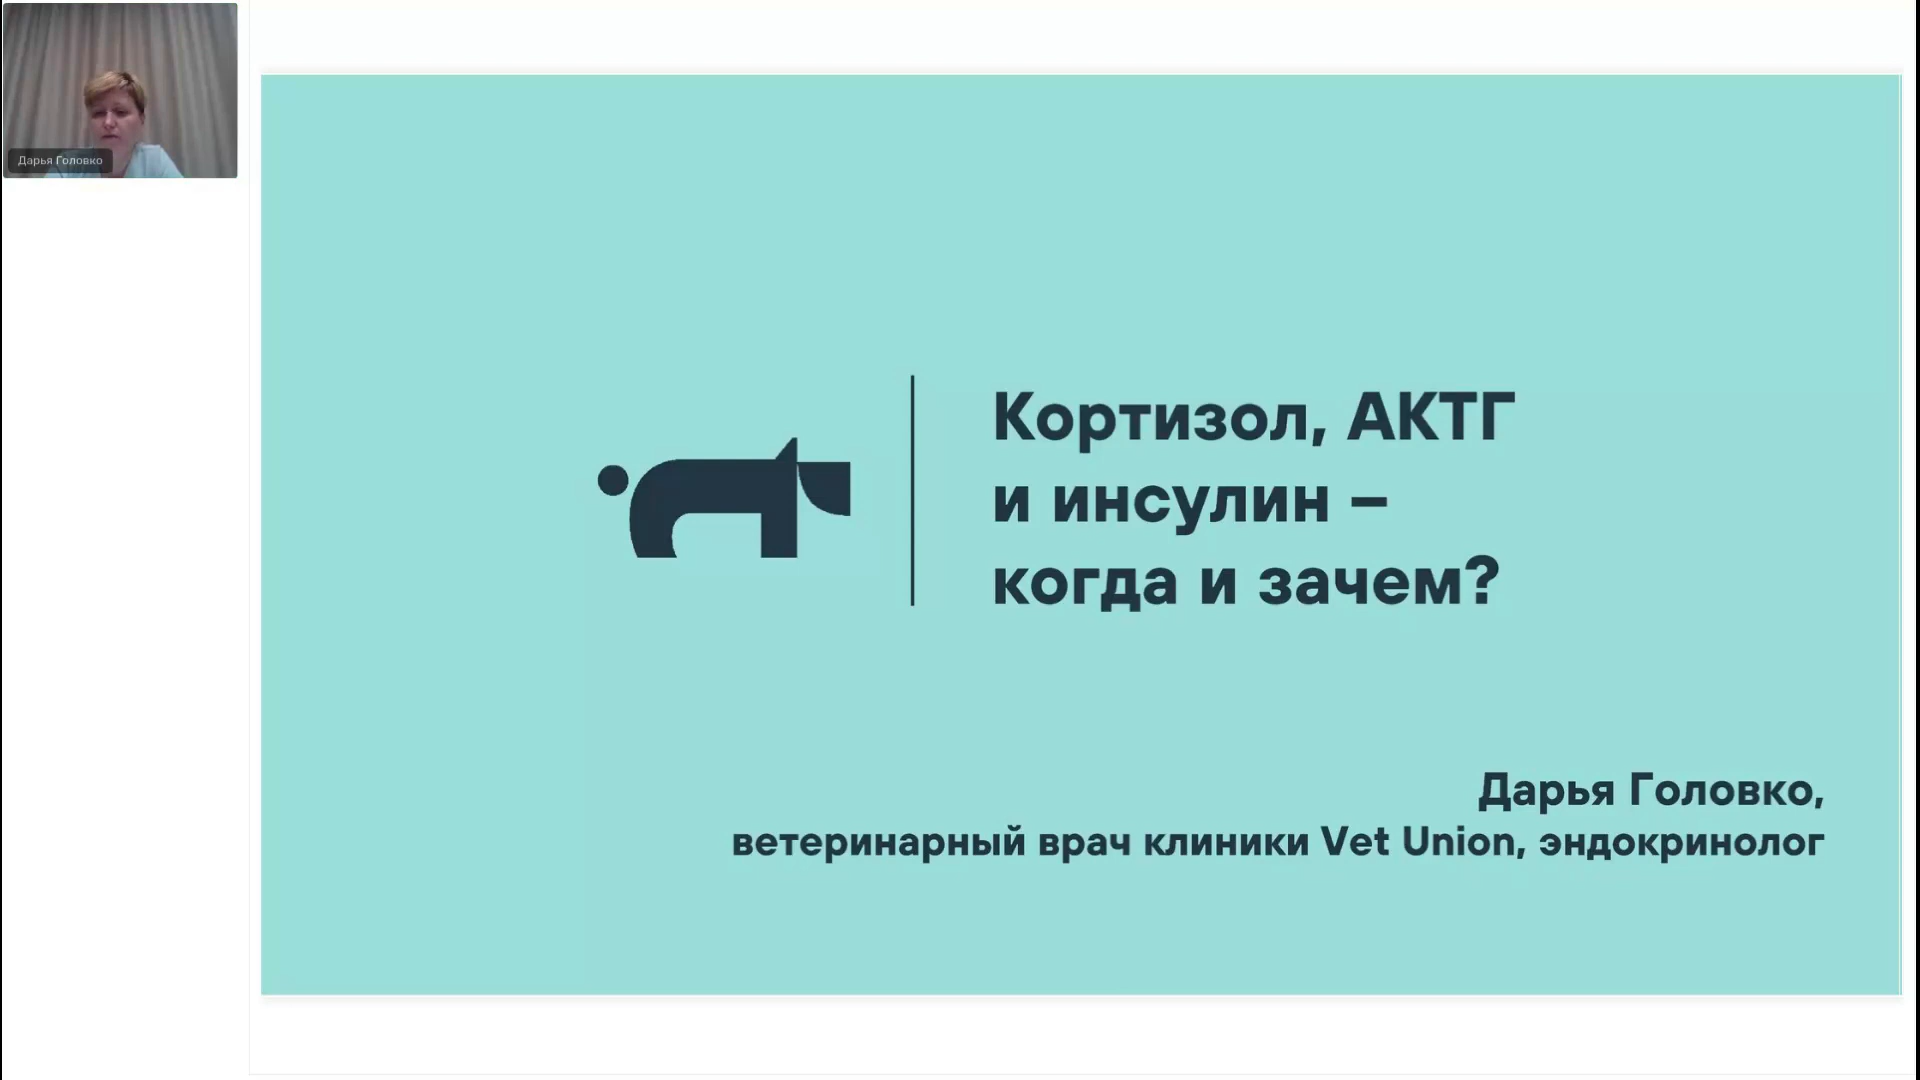 Дарья Головко
Кортизол, АКТГ
и инсулин –
когда и зачем?
Дарья Головко,
ветеринарный врач клиники Vet Union, эндокринолог